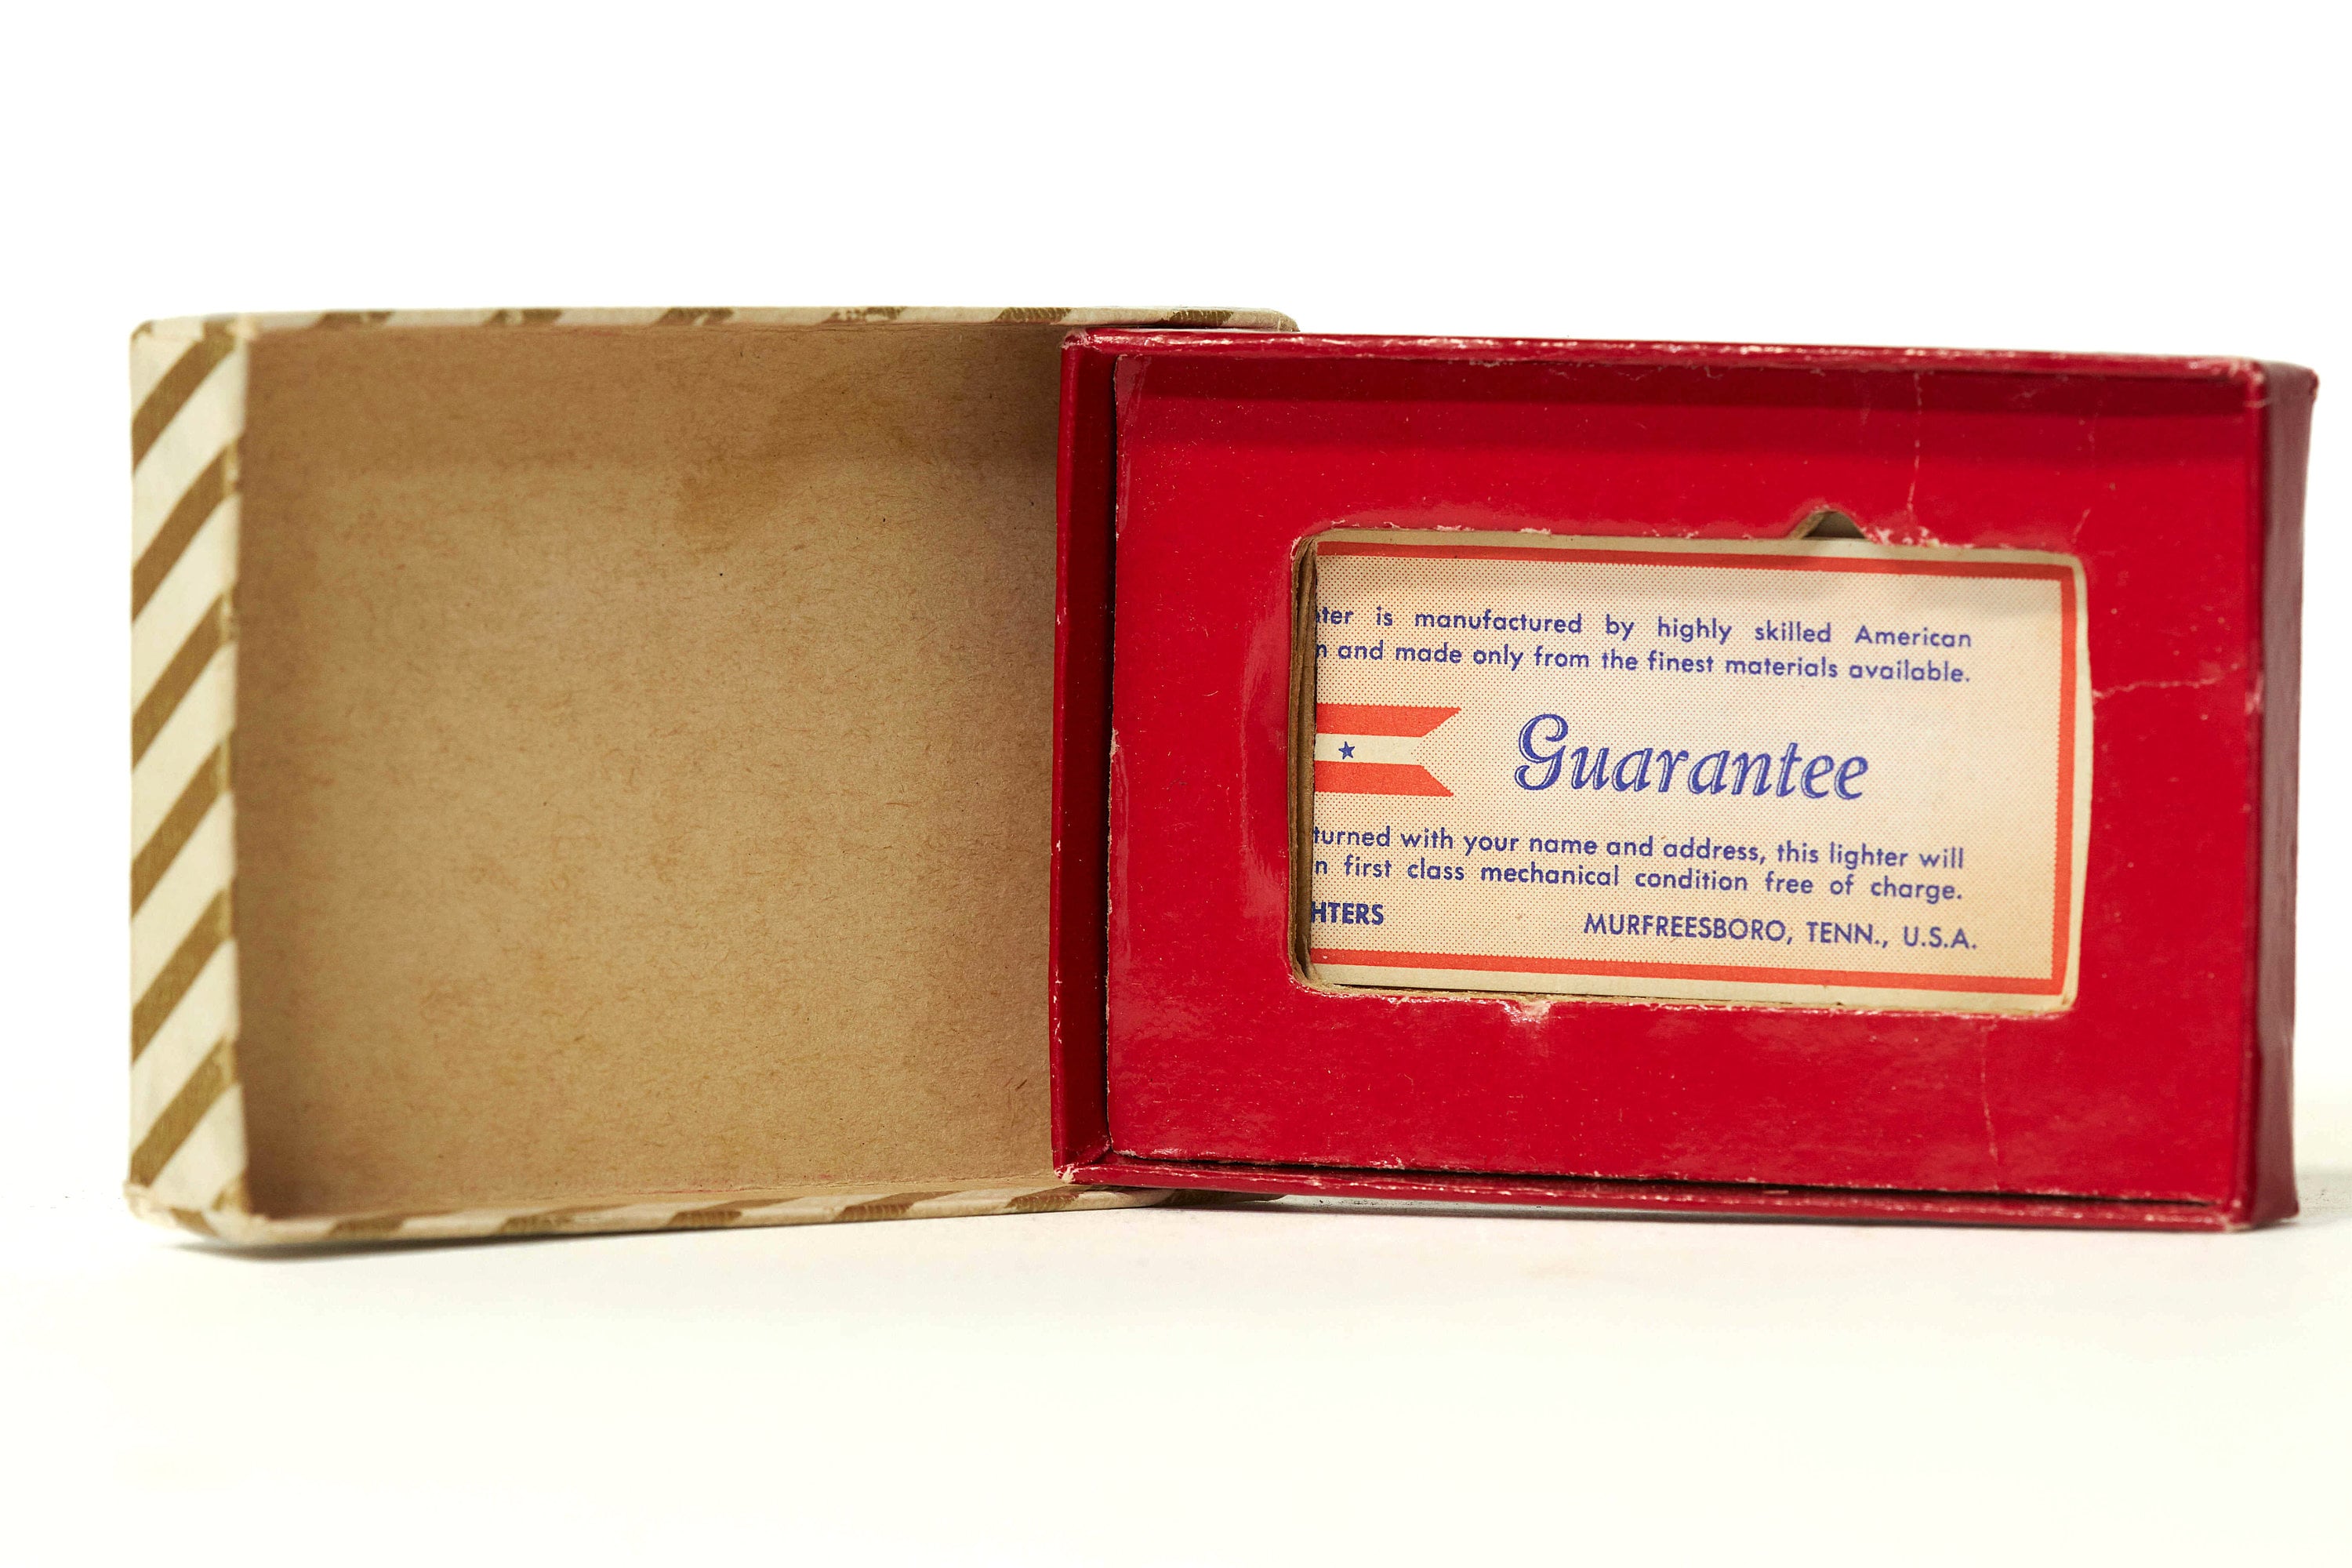 is manufactured by highly skilled American
and made only from the finest materials available.
Guarantee
with your name and address, this lighter will
first class mechanical condition free of charge.
HTERS MURFREESBORO, TENN., U.S.A.